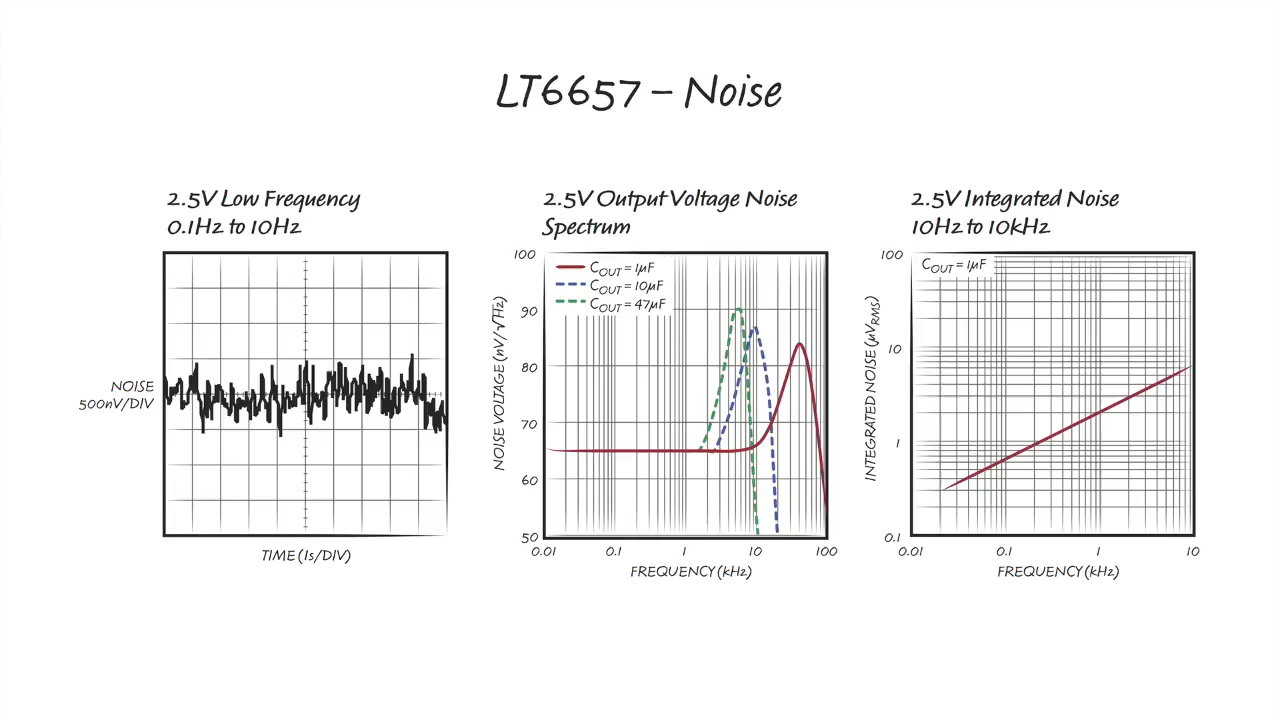 LT6657 – Noise
2.5V Low Frequency
0.1Hz to 10Hz
NOISE
500nV/DIV
TIME (1s/DIV)
2.5V Output Voltage Noise
Spectrum
NOISE VOLTAGE (nV/√Hz)
100
90
80
70
60
50
COUT = 1µF
COUT = 10µF
COUT = 47µF
0.01
0.1
1
10
100
FREQUENCY (kHz)
2.5V Integrated Noise
10Hz to 10kHz
INTEGRATED NOISE (µVRMS)
100
10
1
0.1
COUT = 1µF
0.01
0.1
1
10
FREQUENCY (kHz)